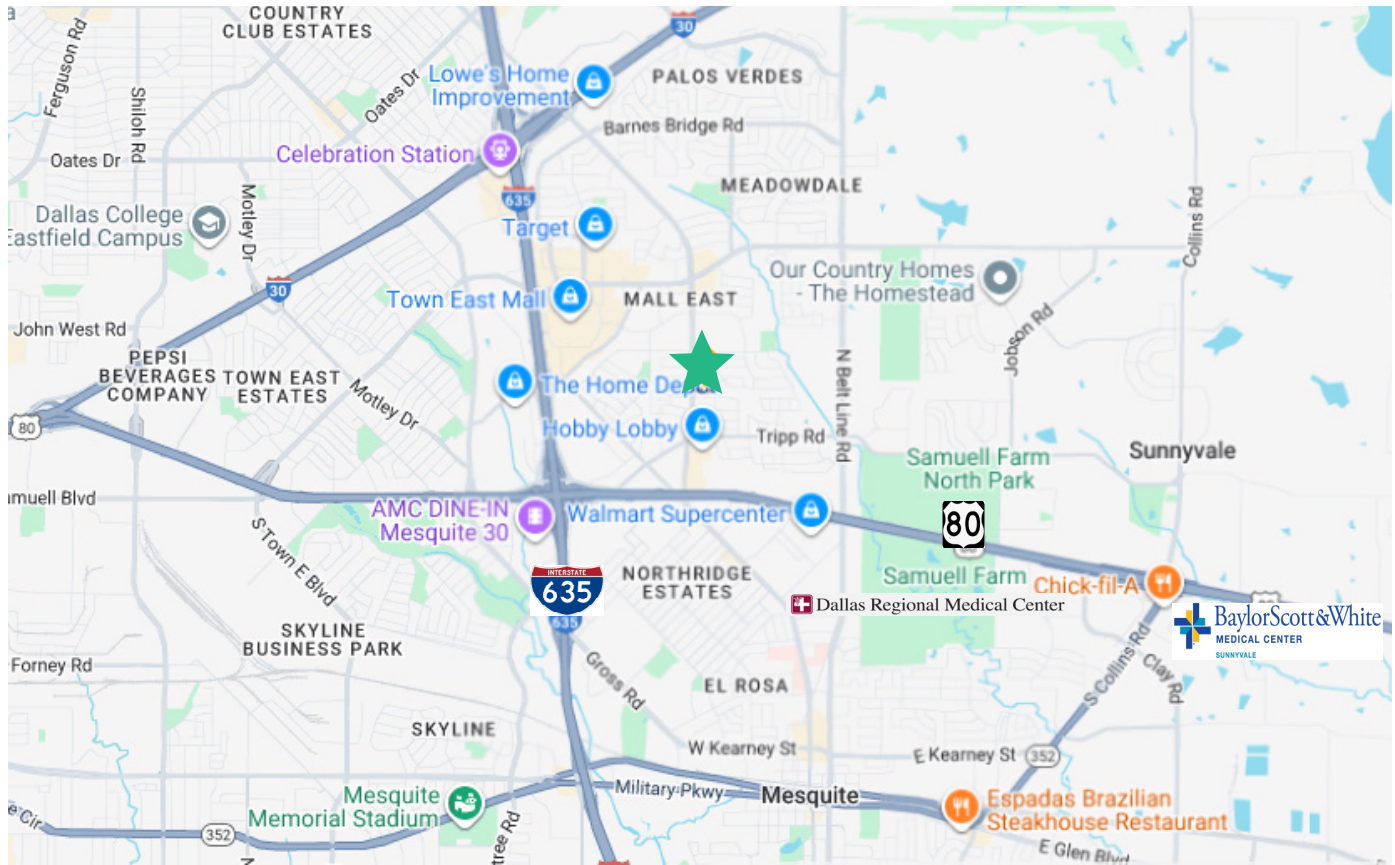 COUNTRY
CLUB ESTATES
30
Ferguson Rd
Lowe's Home
Improvement
PALOS VERDES
Oates Dr
Shiloh Rd
Barnes Bridge Rd
Celebration Station
Oates Dr
MEADOWDALE
635
Motley Dr
Collins Rd
Dallas College
Eastfield Campus
Target
Our Country Homes
- The Homestead
30
Town East Mall
MALL EAST
John West Rd
Jobson Rd
PEPSI
BEVERAGES
COMPANY
TOWN EAST
ESTATES
Motley Dr
The Home De
N Belt Line Rd
80
Hobby Lobby
Tripp Rd
Sunnyvale
Samuell Farm
North Park
amuell Blvd
AMC DINE-IN
Mesquite 30
Walmart Supercenter
80
S Town E Blvd
INTERSTATE
635
NORTHRIDGE
ESTATES
Samuell Farm
Chick-fil-A
Dallas Regional Medical Center
BaylorScott&White
MEDICAL CENTER
SUNNYVALE
635
SKYLINE
BUSINESS PARK
Forney Rd
Gross Rd
S Collins Rd
Clay Rd
EL ROSA
SKYLINE
W Kearney St
E Kearney St
352
Military Pkwy
Mesquite
Mesquite
Memorial Stadium
Espadas Brazilian
Steakhouse Restaurant
e Cir
352
tree Rd
E Glen Blvd